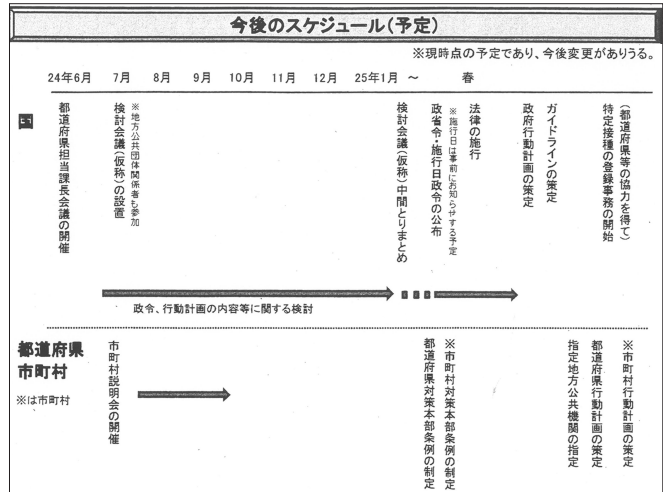 今後のスケジュール(予定)
※現時点の予定であり、今後変更がありうる。
24年6月 7月 8月 9月 10月 11月 12月 25年1月 ~ 春
国
都道府県担当課長会議の開催
検討会議(仮称)の設置
※地方公共団体関係者も参加
検討会議(仮称)中間とりまとめ
政省令・施行日政令の公布
※施行日は事前にお知らせする予定
法律の施行
政府行動計画の策定
ガイドラインの策定
特定接種の登録事務の開始
(都道府県等の協力を得て)
政令、行動計画の内容等に関する検討
都道府県
市町村
※は市町村
市町村説明会の開催
都道府県対策本部条例の制定
※市町村対策本部条例の制定
指定地方公共機関の指定
都道府県行動計画の策定
※市町村行動計画の策定